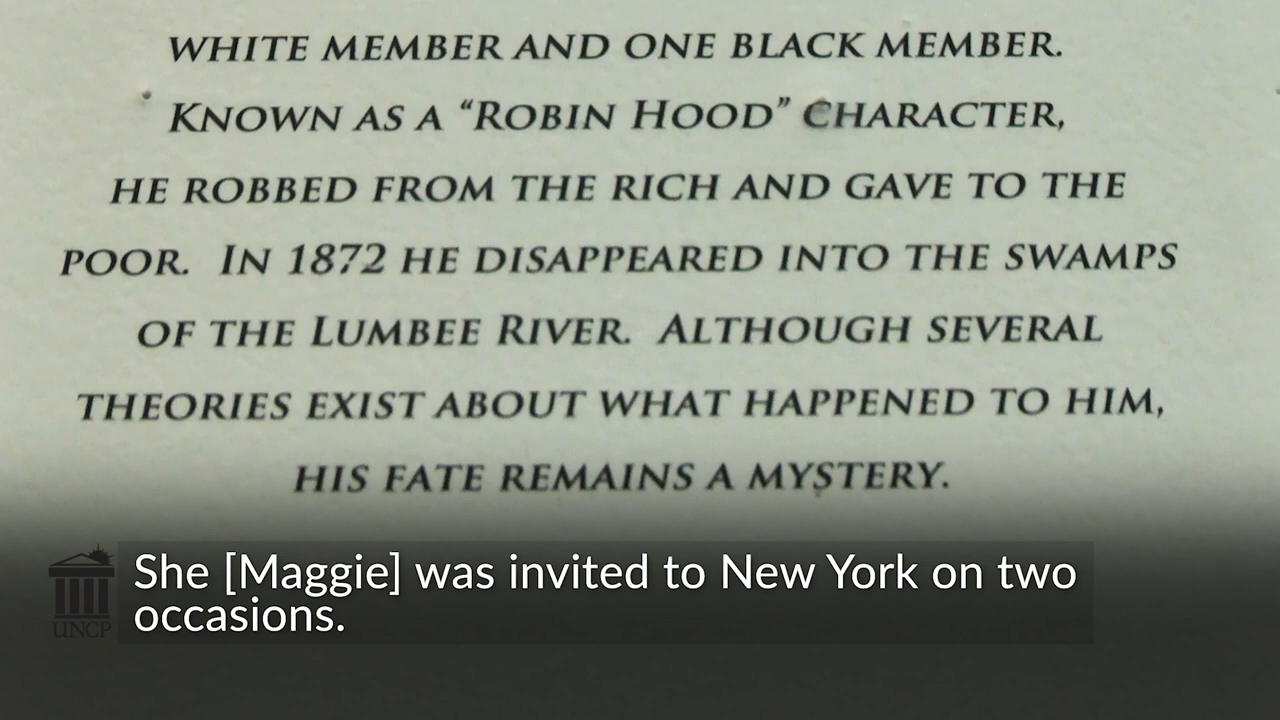 WHITE MEMBER AND ONE BLACK MEMBER.
KNOWN AS A “ROBIN HOOD” CHARACTER,
HE ROBBED FROM THE RICH AND GAVE TO THE
POOR. IN 1872 HE DISAPPEARED INTO THE SWAMPS
OF THE LUMBEE RIVER. ALTHOUGH SEVERAL
THEORIES EXIST ABOUT WHAT HAPPENED TO HIM,
HIS FATE REMAINS A MYSTERY.
She [Maggie] was invited to New York on two
occasions.
UNCP